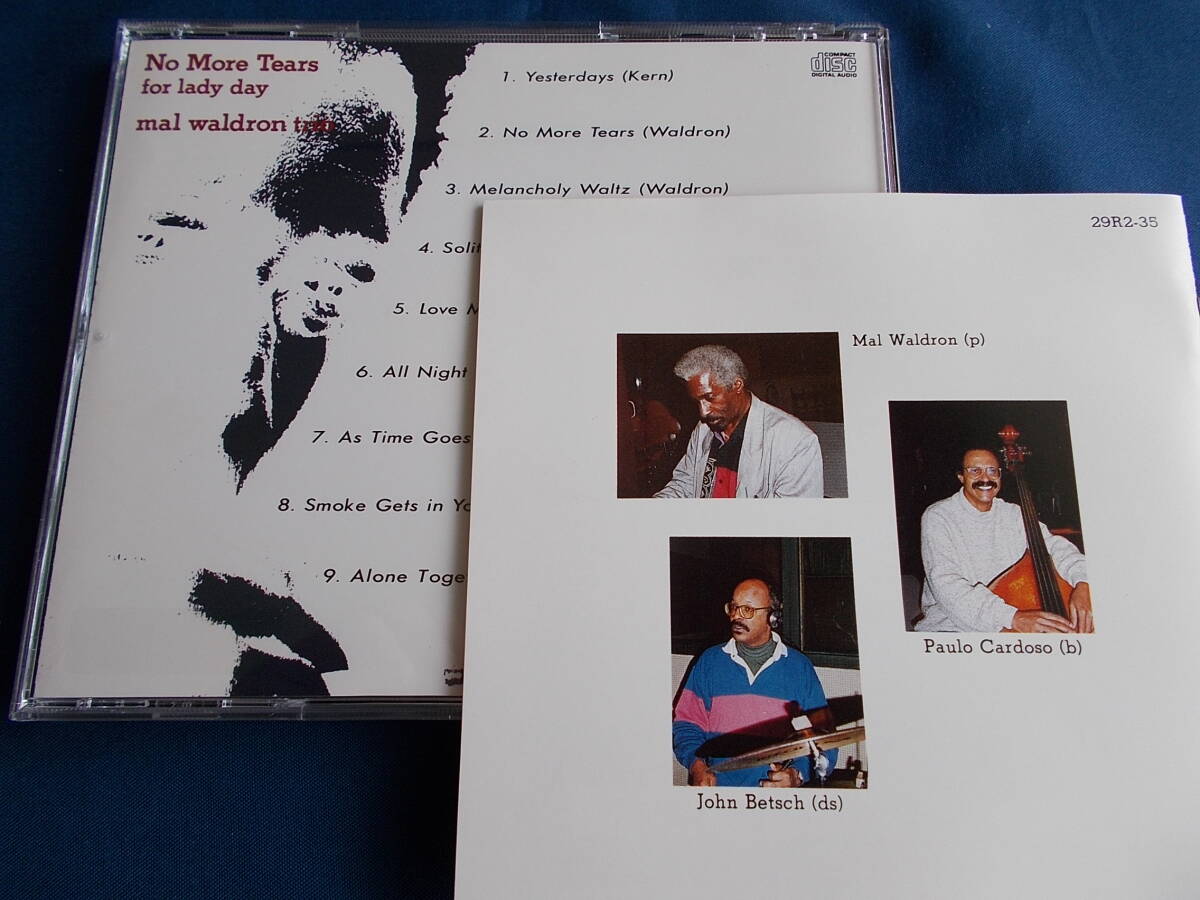 No More Tears
for lady day
mal waldron trio
COMPACT
disc
DIGITAL AUDIO
1. Yesterdays (Kern)
2. No More Tears (Waldron)
3. Melancholy Waltz (Waldron)
4. Solit
5. Love M
6. All Night
7. As Time Goes
8. Smoke Gets in Yo
9. Alone Toge
29R2-35
Mal Waldron (p)
Paulo Cardoso (b)
John Betsch (ds)